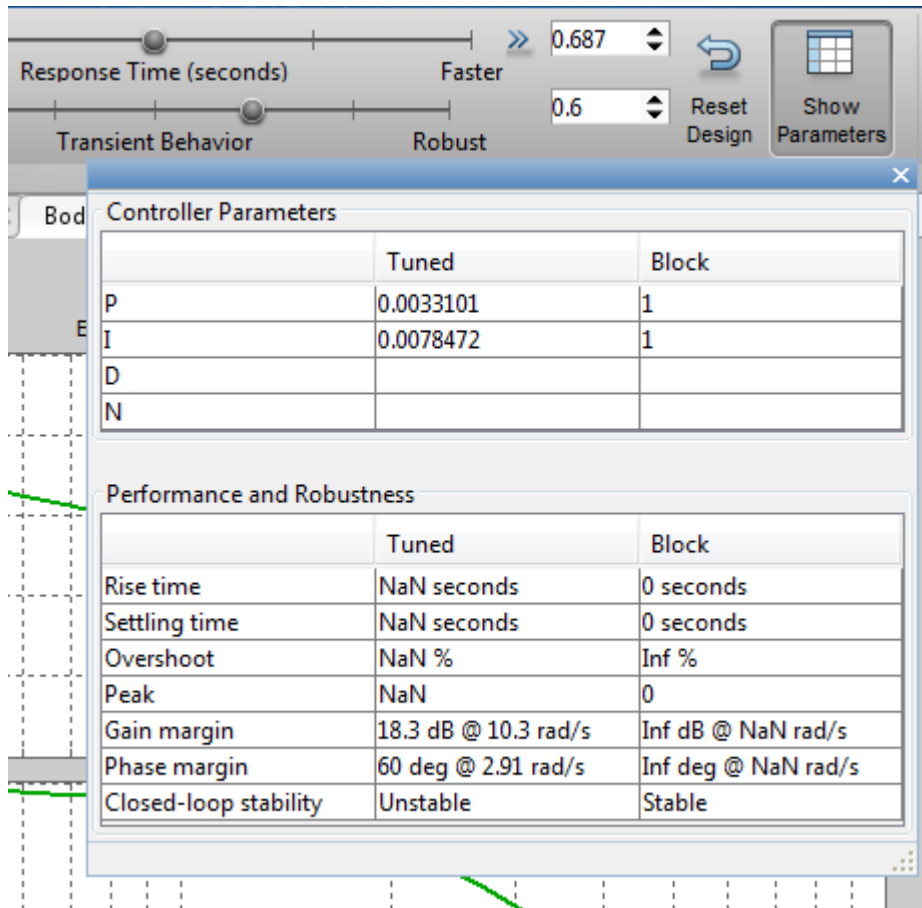 0.687
Response Time (seconds) Faster
0.6
Reset Design
Show Parameters
Transient Behavior Robust
Bod
E
Controller Parameters
Tuned Block
P 0.0033101 1
I 0.0078472 1
D
N
Performance and Robustness
Tuned Block
Rise time NaN seconds 0 seconds
Settling time NaN seconds 0 seconds
Overshoot NaN % Inf %
Peak NaN 0
Gain margin 18.3 dB @ 10.3 rad/s Inf dB @ NaN rad/s
Phase margin 60 deg @ 2.91 rad/s Inf deg @ NaN rad/s
Closed-loop stability Unstable Stable